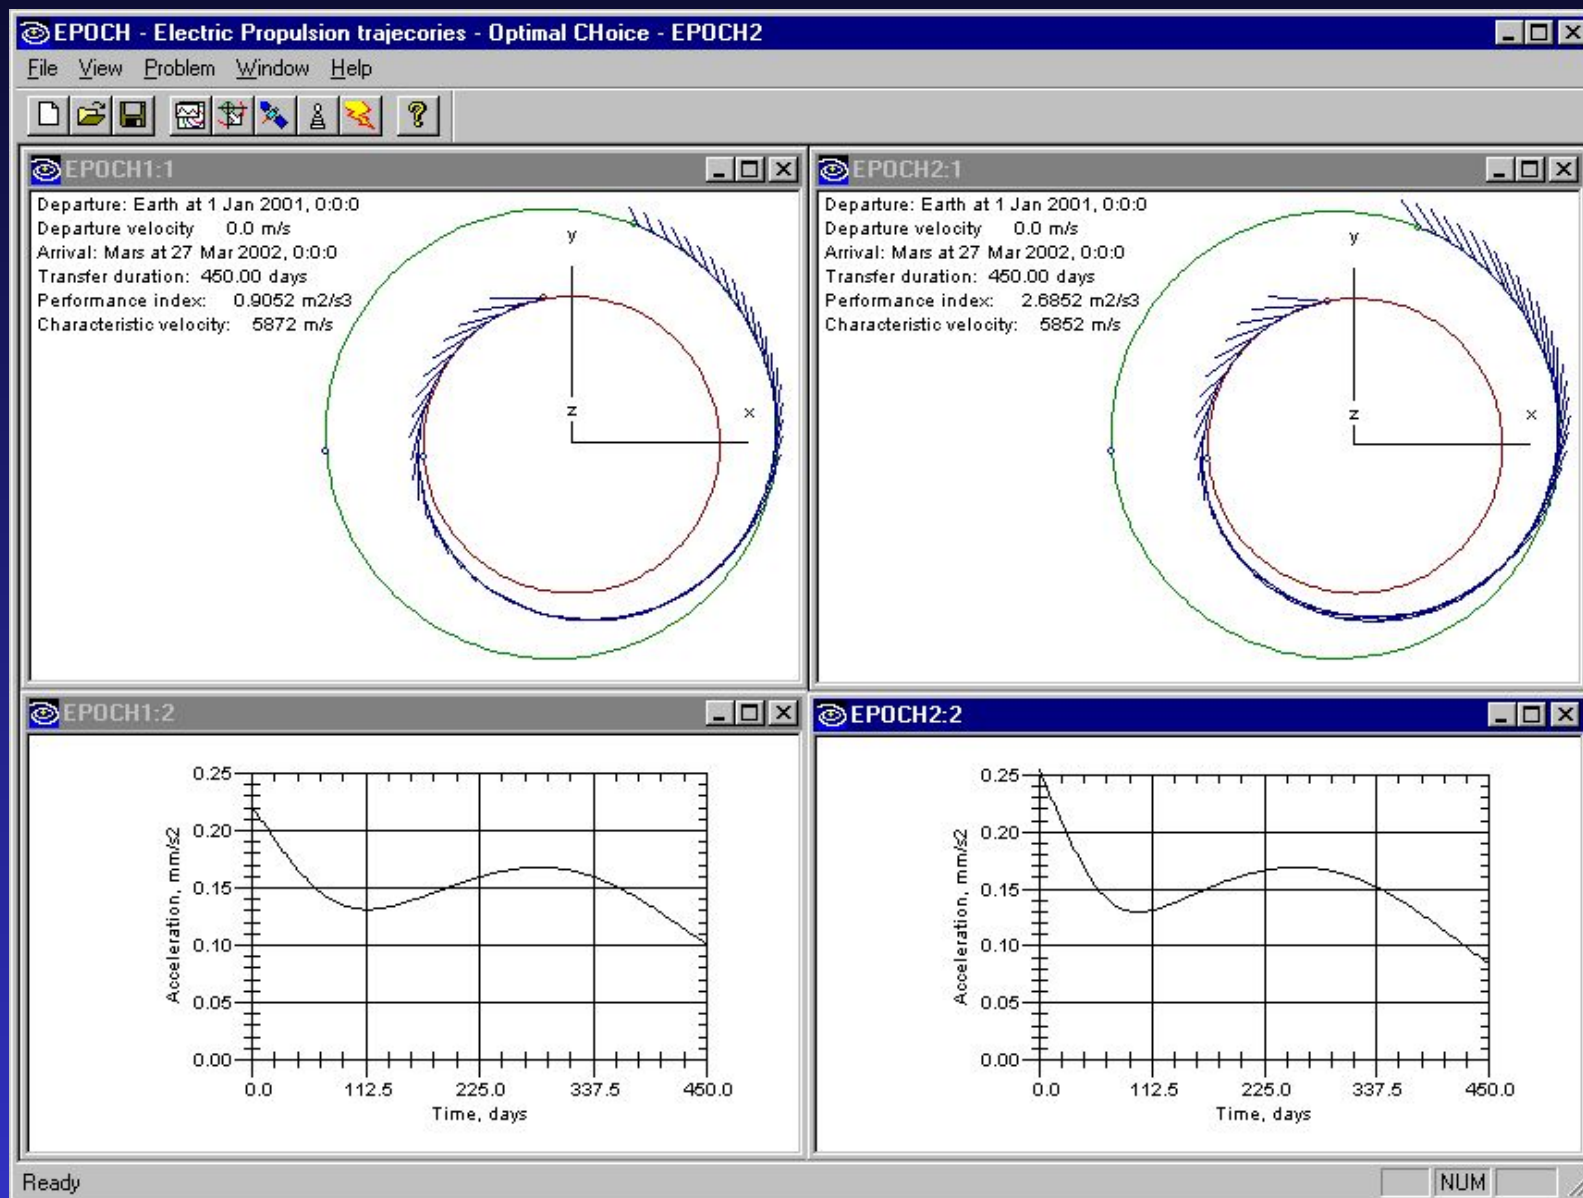 EPOCH - Electric Propulsion trajecories - Optimal CHoice - EPOCH2
File View Problem Window Help
EPOCH1:1
Departure: Earth at 1 Jan 2001, 0:0:0
Departure velocity 0.0 m/s
Arrival: Mars at 27 Mar 2002, 0:0:0
Transfer duration: 450.00 days
Performance index: 0.9052 m2/s3
Characteristic velocity: 5872 m/s
y
z
x
EPOCH2:1
Departure: Earth at 1 Jan 2001, 0:0:0
Departure velocity 0.0 m/s
Arrival: Mars at 27 Mar 2002, 0:0:0
Transfer duration: 450.00 days
Performance index: 2.6852 m2/s3
Characteristic velocity: 5852 m/s
y
z
x
EPOCH1:2
Acceleration, mm/s2
0.25
0.20
0.15
0.10
0.05
0.00
0.0 112.5 225.0 337.5 450.0
Time, days
EPOCH2:2
Acceleration, mm/s2
0.25
0.20
0.15
0.10
0.05
0.00
0.0 112.5 225.0 337.5 450.0
Time, days
Ready
NUM